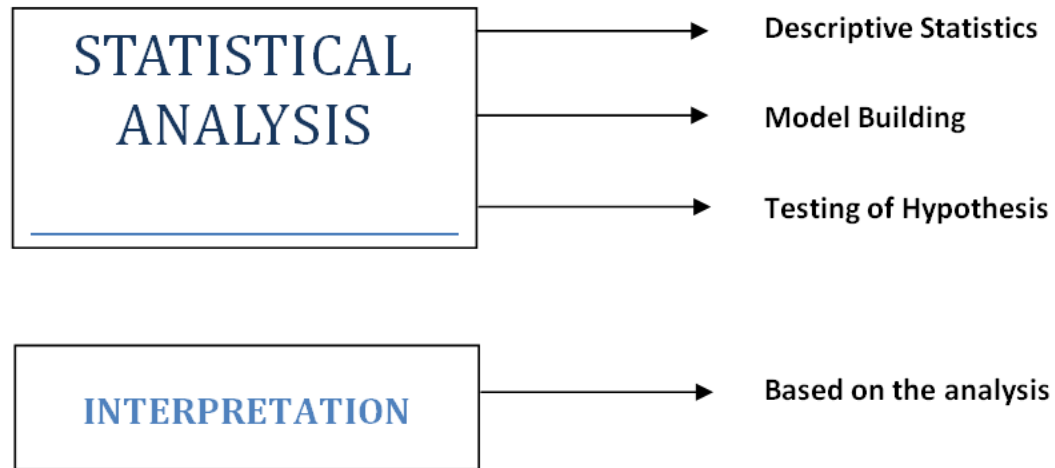 STATISTICAL
ANALYSIS
Descriptive Statistics
Model Building
Testing of Hypothesis
INTERPRETATION
Based on the analysis